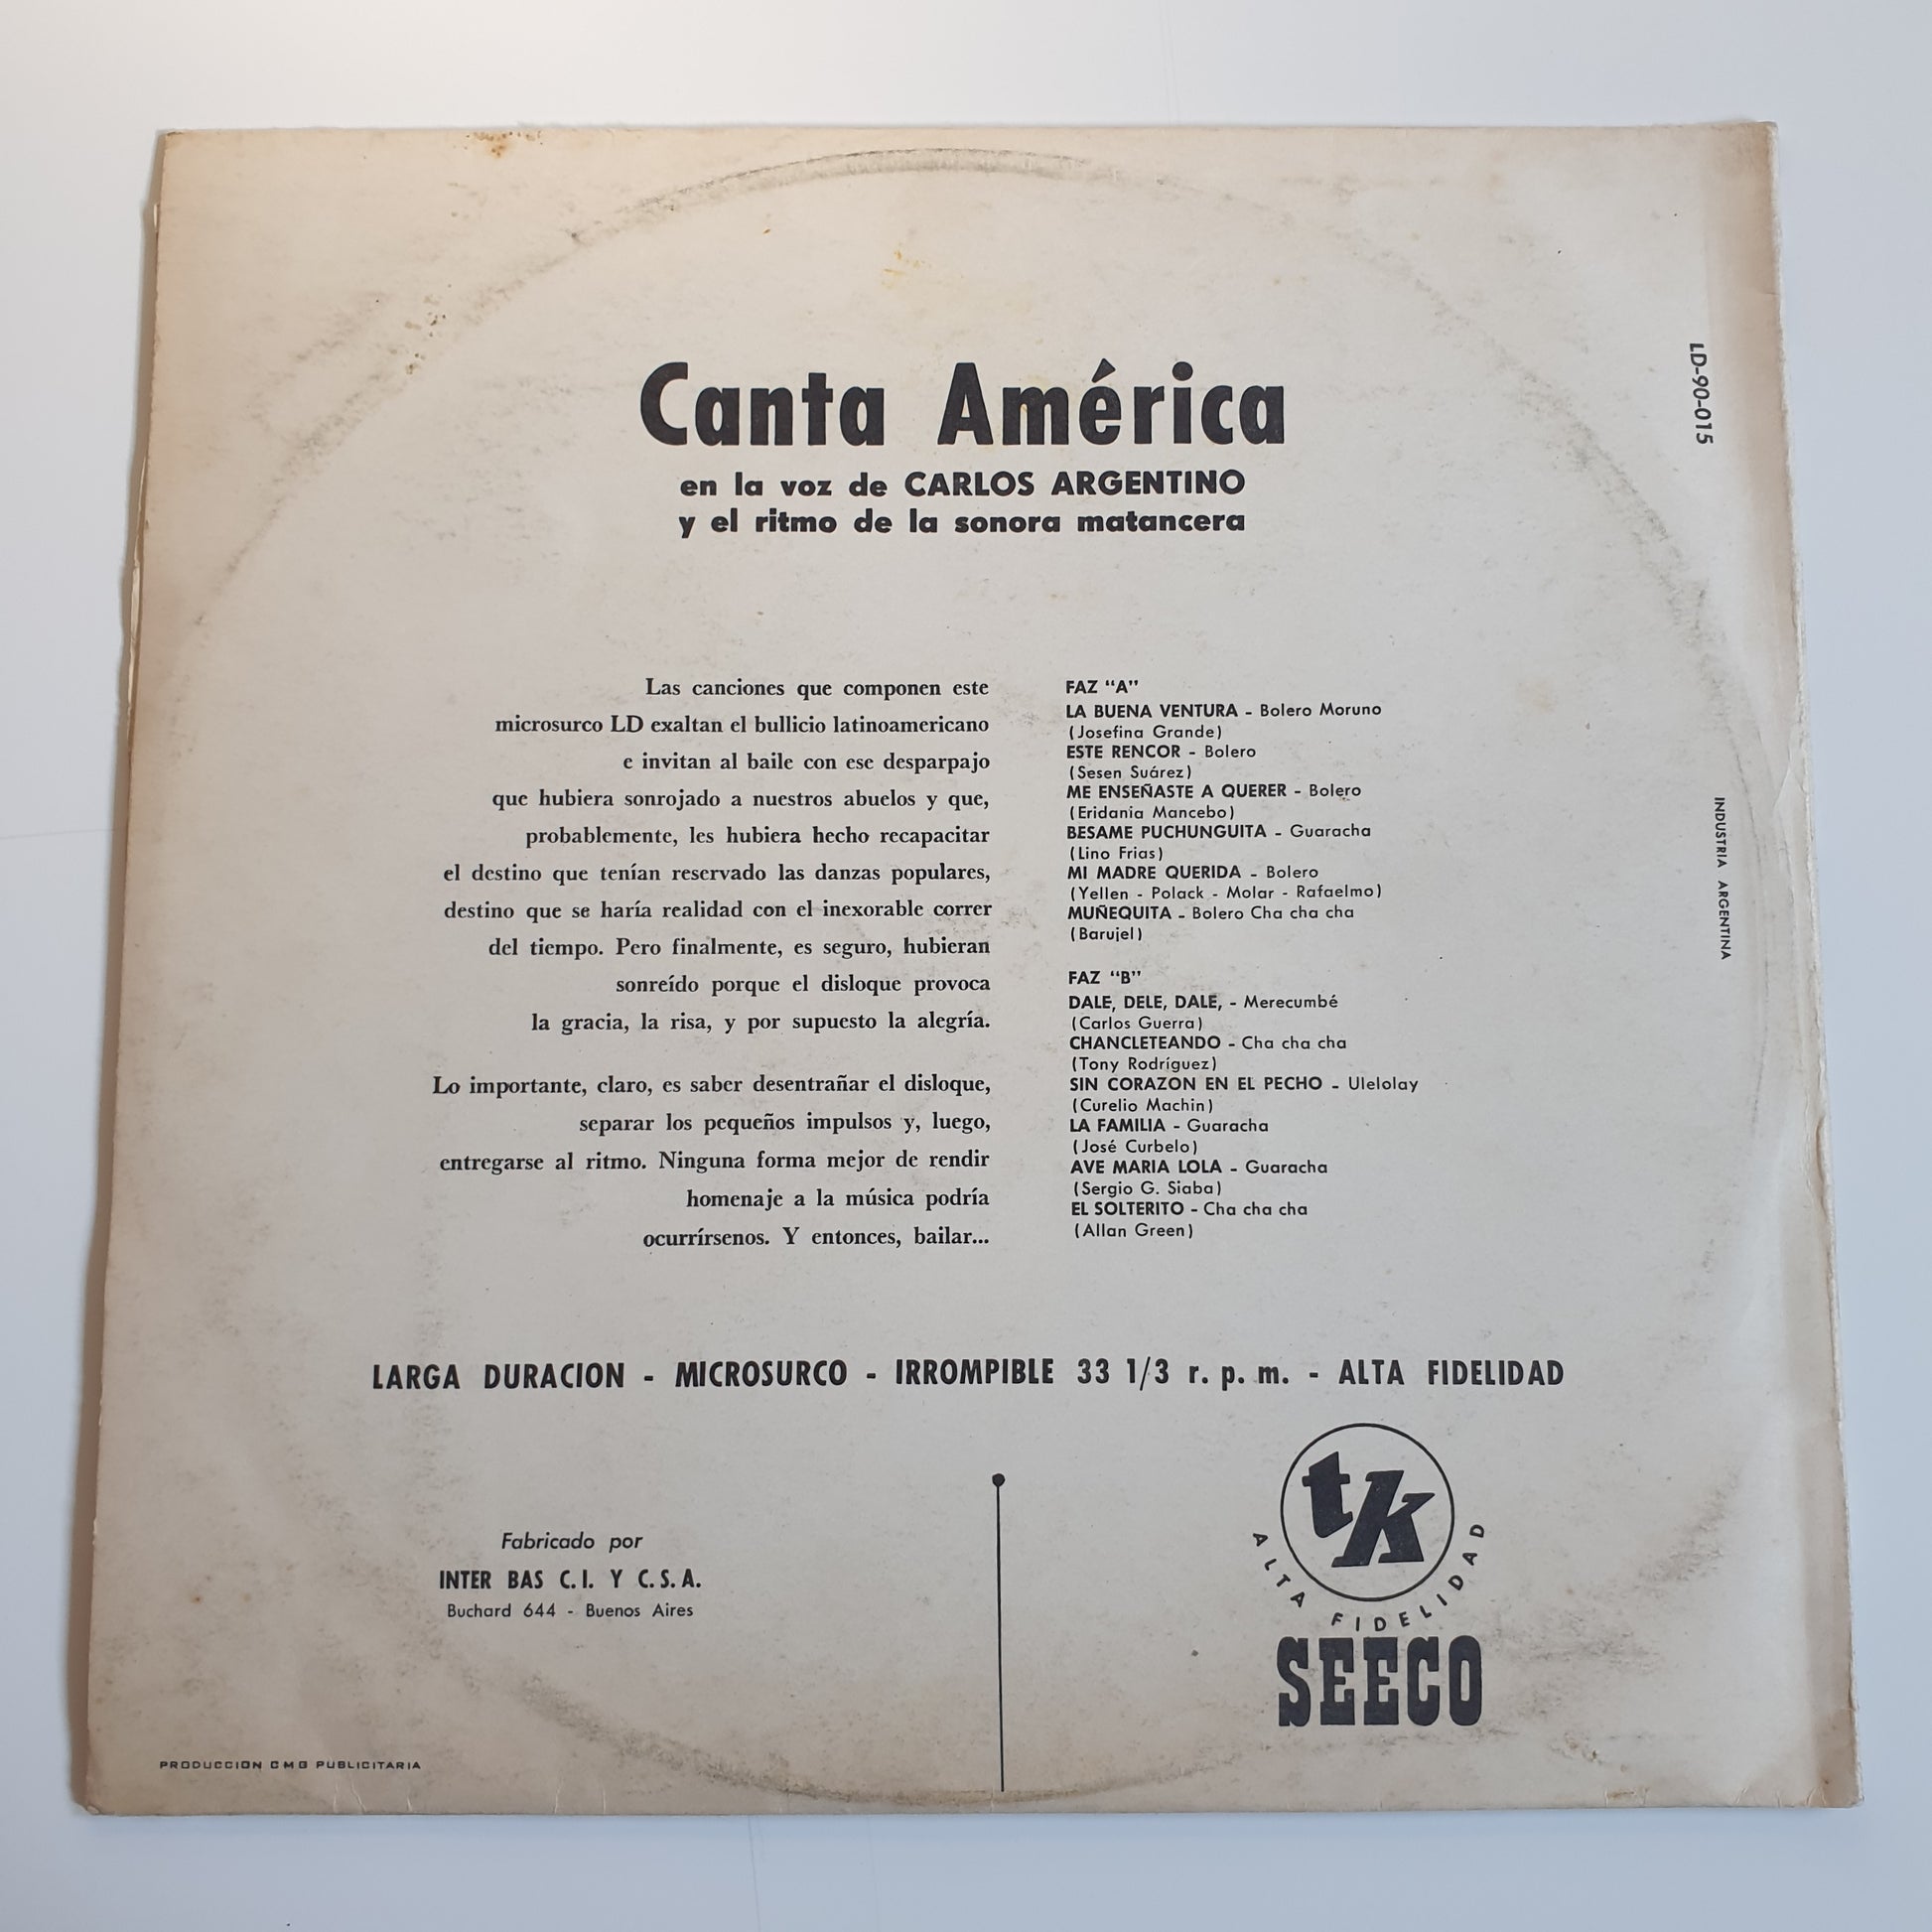 Canta América
en la voz de CARLOS ARGENTINO
y el ritmo de la sonora matancera
LD-90-015
INDUSTRIA ARGENTINA
Las canciones que componen este
microsurco LD exaltan el bullicio latinoamericano
e invitan al baile con ese desparpajo
que hubiera sonrojado a nuestros abuelos y que,
probablemente, les hubiera hecho recapacitar
el destino que tenían reservado las danzas populares,
destino que se haría realidad con el inexorable correr
del tiempo. Pero finalmente, es seguro, hubieran
sonreído porque el disloque provoca
la gracia, la risa, y por supuesto la alegría.
Lo importante, claro, es saber desentrañar el disloque,
separar los pequeños impulsos y, luego,
entregarse al ritmo. Ninguna forma mejor de rendir
homenaje a la música podría
ocurrírsenos. Y entonces, bailar...
FAZ "A"
LA BUENA VENTURA - Bolero Moruno
(Josefina Grande)
ESTE RENCOR - Bolero
(Sesen Suárez)
ME ENSEÑASTE A QUERER - Bolero
(Eridania Mancebo)
BESAME PUCHUNGUITA - Guaracha
(Lino Frias)
MI MADRE QUERIDA - Bolero
(Yellen - Polack - Molar - Rafaelmo)
MUÑEQUITA - Bolero Cha cha cha
(Barujel)
FAZ "B"
DALE, DELE, DALE, - Merecumbé
(Carlos Guerra)
CHANCLETEANDO - Cha cha cha
(Tony Rodríguez)
SIN CORAZON EN EL PECHO - Ulelolay
(Curelio Machin)
LA FAMILIA - Guaracha
(José Curbelo)
AVE MARIA LOLA - Guaracha
(Sergio G. Siaba)
EL SOLTERITO - Cha cha cha
(Allan Green)
LARGA DURACION - MICROSURCO - IRROMPIBLE 33 1/3 r. p. m. - ALTA FIDELIDAD
Fabricado por
INTER BAS C.I. Y C.S.A.
Buchard 644 - Buenos Aires
tk
ALTA FIDELIDAD
SEECO
PRODUCCION CMG PUBLICITARIA